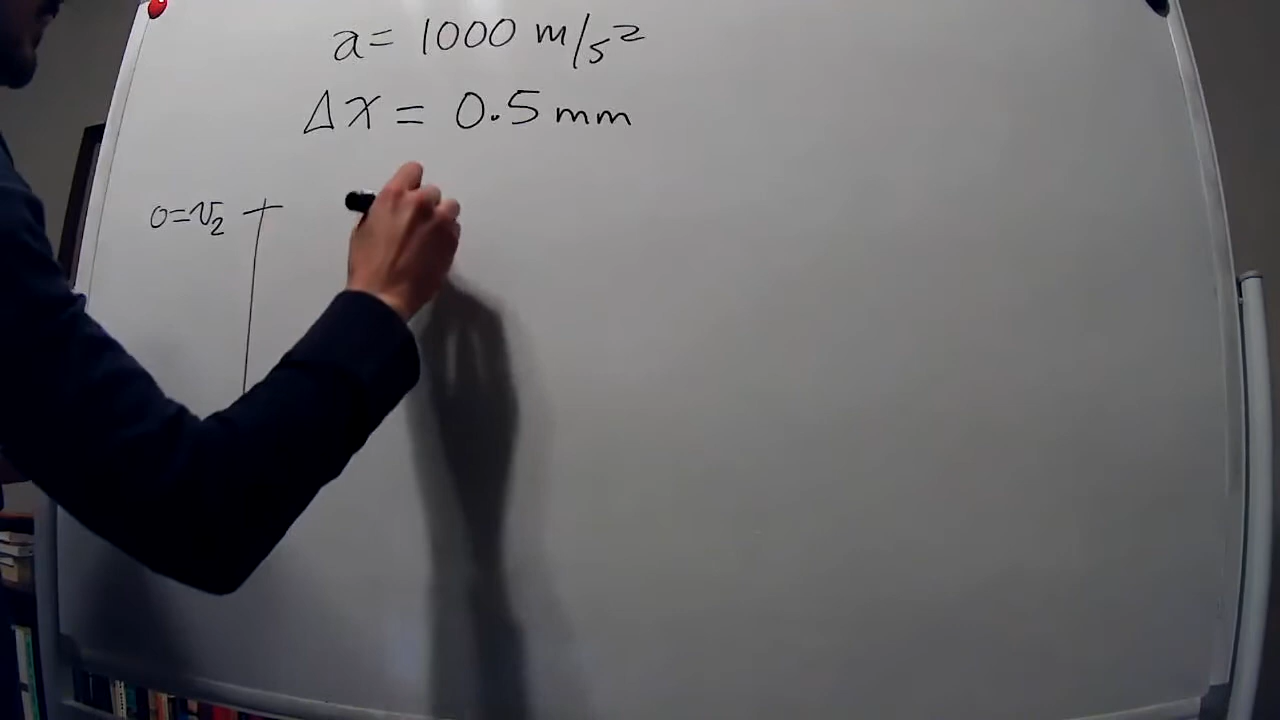 a = 1000 m/s²
Δx = 0.5 mm
0=v₂